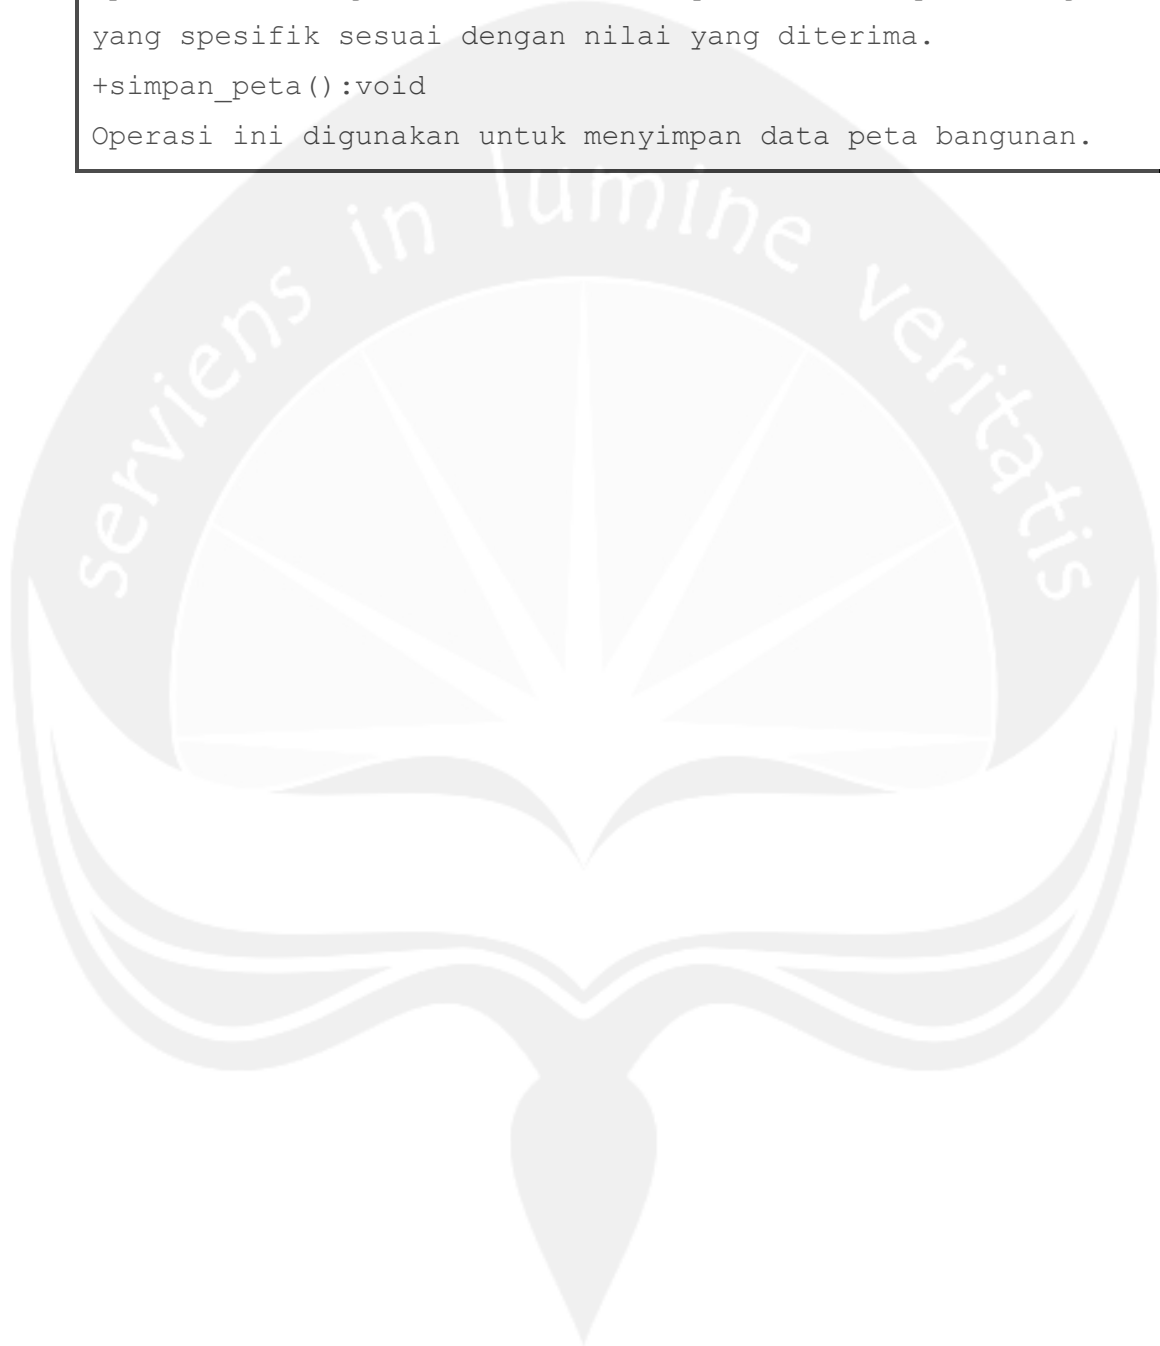 yang spesifik sesuai dengan nilai yang diterima.
+simpan_peta():void
Operasi ini digunakan untuk menyimpan data peta bangunan.
serviens in lumine veritatis